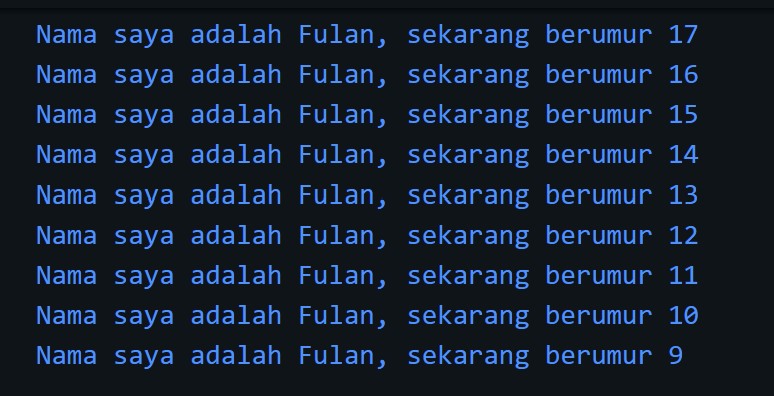 Nama saya adalah Fulan, sekarang berumur 17
Nama saya adalah Fulan, sekarang berumur 16
Nama saya adalah Fulan, sekarang berumur 15
Nama saya adalah Fulan, sekarang berumur 14
Nama saya adalah Fulan, sekarang berumur 13
Nama saya adalah Fulan, sekarang berumur 12
Nama saya adalah Fulan, sekarang berumur 11
Nama saya adalah Fulan, sekarang berumur 10
Nama saya adalah Fulan, sekarang berumur 9